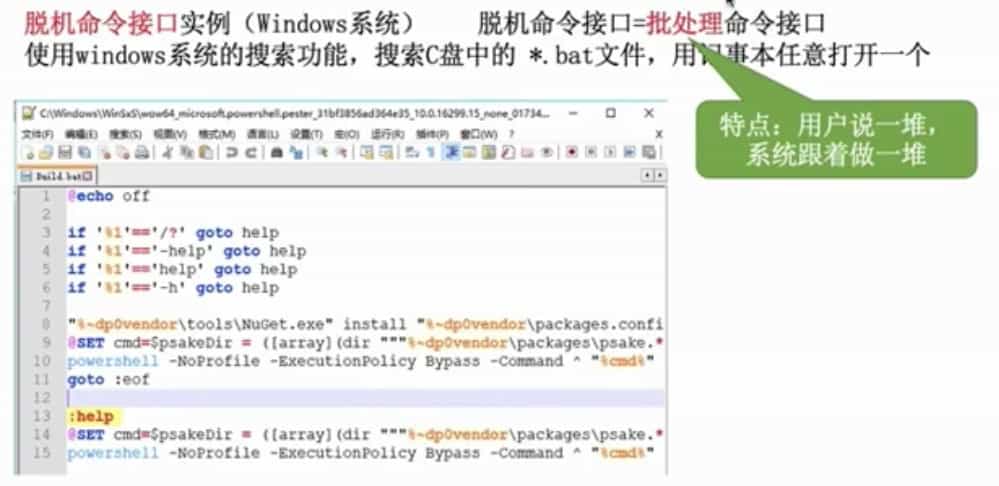 脱机命令接口实例（Windows系统） 脱机命令接口=批处理命令接口
使用windows系统的搜索功能，搜索C盘中的 *.bat文件，用记事本任意打开一个
特点：用户说一堆，
系统跟着做一堆
C:\Windows\WinSxS\wow64_microsoft.powershell.pester_31bf3856ad364e35_10.0.16299.15_none_01734...
文件(F) 编辑(E) 搜索(S) 视图(V) 格式(M) 语言(L) 设置(T) 宏(O) 运行(R) 插件(P) 窗口(W) ? X
Build.bat
1 @echo off
2
3 if '%1'=='/?' goto help
4 if '%1'=='-help' goto help
5 if '%1'=='help' goto help
6 if '%1'=='-h' goto help
7
8 "%~dp0vendor\tools\NuGet.exe" install "%~dp0vendor\packages.confi
9 @SET cmd=$psakeDir = ([array](dir """%~dp0vendor\packages\psake.*
10 powershell -NoProfile -ExecutionPolicy Bypass -Command ^ "%cmd%"
11 goto :eof
12
13 :help
14 @SET cmd=$psakeDir = ([array](dir """%~dp0vendor\packages\psake.*
15 powershell -NoProfile -ExecutionPolicy Bypass -Command ^ "%cmd%"